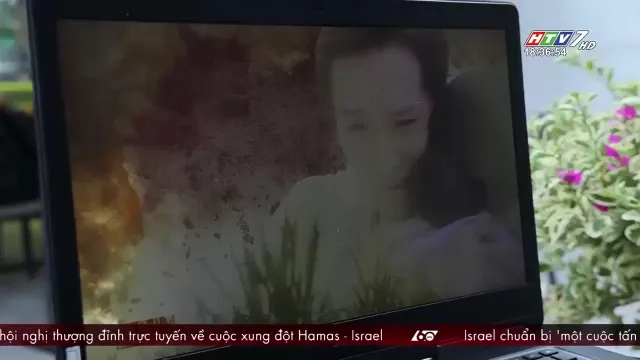 HTV7 HD
18:36:54
hội nghị thượng đỉnh trực tuyến về cuộc xung đột Hamas - Israel 60 Israel chuẩn bị 'một cuộc tấn